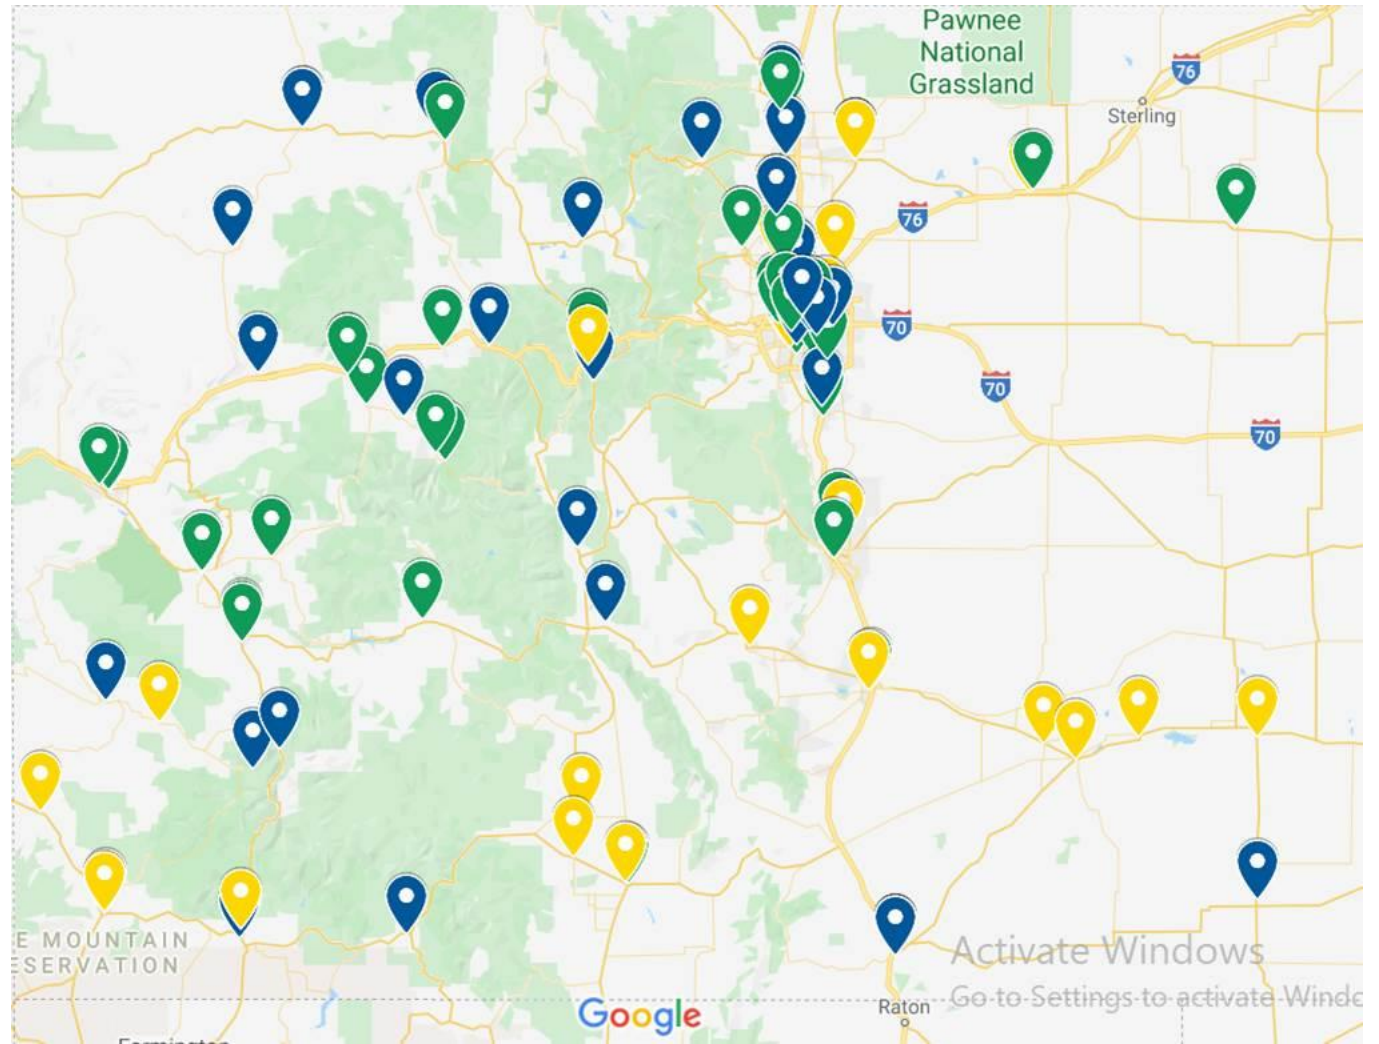 Pawnee
National
Grassland
76
Sterling
76
70
70
70
E MOUNTAIN
ESERVATION
Activate Windows
Go to Settings to activate Windo
Raton
Google